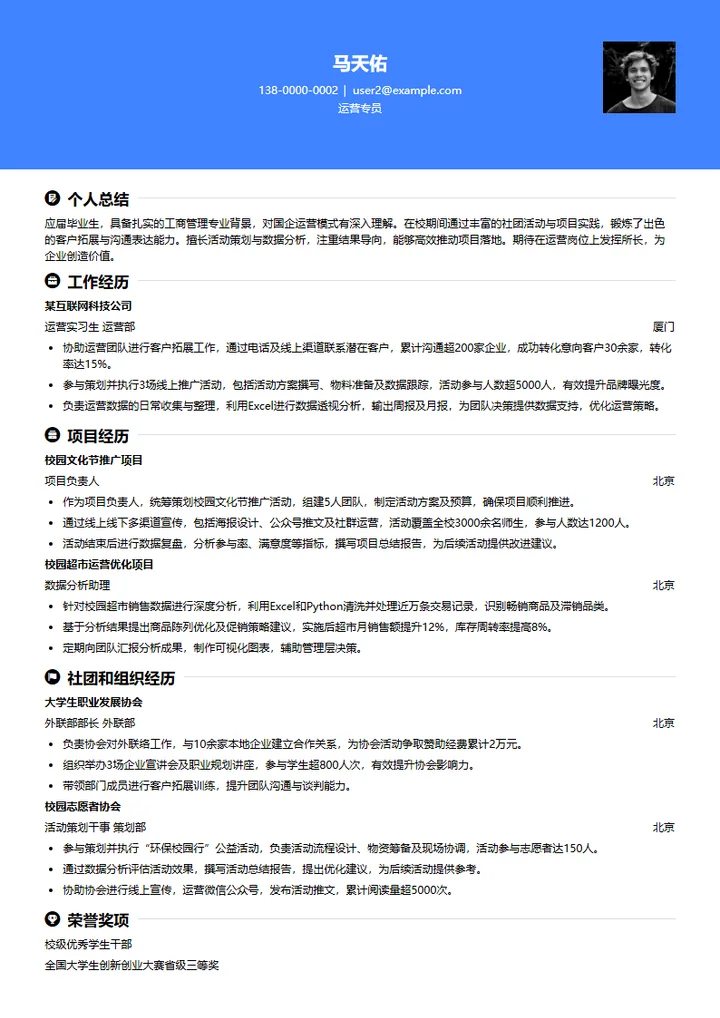 马天佑
138-0000-0002 | user2@example.com
运营专员
个人总结
应届毕业生，具备扎实的工商管理专业背景，对国企运营模式有深入理解。在校期间通过丰富的社团活动与项目实践，锻炼了出色
的客户拓展与沟通表达能力。擅长活动策划与数据分析，注重结果导向，能够高效推动项目落地。期待在运营岗位上发挥所长，为
企业创造价值。
工作经历
某互联网科技公司
运营实习生 运营部 厦门
• 协助运营团队进行客户拓展工作，通过电话及线上渠道联系潜在客户，累计沟通超200家企业，成功转化意向客户30余家，转化
率达15%。
• 参与策划并执行3场线上推广活动，包括活动方案撰写、物料准备及数据跟踪，活动参与人数超5000人，有效提升品牌曝光度。
• 负责运营数据的日常收集与整理，利用Excel进行数据透视分析，输出周报及月报，为团队决策提供数据支持，优化运营策略。
项目经历
校园文化节推广项目
项目负责人 北京
• 作为项目负责人，统筹策划校园文化节推广活动，组建5人团队，制定活动方案及预算，确保项目顺利推进。
• 通过线上线下多渠道宣传，包括海报设计、公众号推文及社群运营，活动覆盖全校3000余名师生，参与人数达1200人。
• 活动结束后进行数据复盘，分析参与率、满意度等指标，撰写项目总结报告，为后续活动提供改进建议。
校园超市运营优化项目
数据分析助理 北京
• 针对校园超市销售数据进行深度分析，利用Excel和Python清洗并处理近万条交易记录，识别畅销商品及滞销品类。
• 基于分析结果提出商品陈列优化及促销策略建议，实施后超市月销售额提升12%，库存周转率提高8%。
• 定期向团队汇报分析成果，制作可视化图表，辅助管理层决策。
社团和组织经历
大学生职业发展协会
外联部部长 外联部 北京
• 负责协会对外联络工作，与10余家本地企业建立合作关系，为协会活动争取赞助经费累计2万元。
• 组织举办3场企业宣讲会及职业规划讲座，参与学生超800人次，有效提升协会影响力。
• 带领部门成员进行客户拓展训练，提升团队沟通与谈判能力。
校园志愿者协会
活动策划干事 策划部 北京
• 参与策划并执行“环保校园行”公益活动，负责活动流程设计、物资筹备及现场协调，活动参与志愿者达150人。
• 通过数据分析评估活动效果，撰写活动总结报告，提出优化建议，为后续活动提供参考。
• 协助协会进行线上宣传，运营微信公众号，发布活动推文，累计阅读量超5000次。
荣誉奖项
校级优秀学生干部
全国大学生创新创业大赛省级三等奖